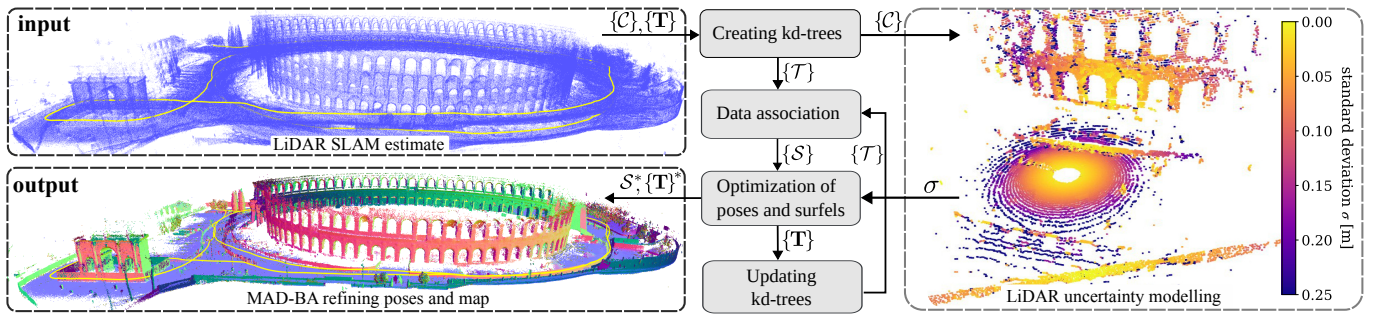 input
LiDAR SLAM estimate
{C},{T}
Creating kd-trees
{C}
{T}
Data association
{S}
{T}
Optimization of
poses and surfels
S*,{T}*
σ
{T}
Updating
kd-trees
output
MAD-BA refining poses and map
LiDAR uncertainty modelling
0.00
0.05
0.10
0.15
0.20
0.25
standard deviation σ [m]